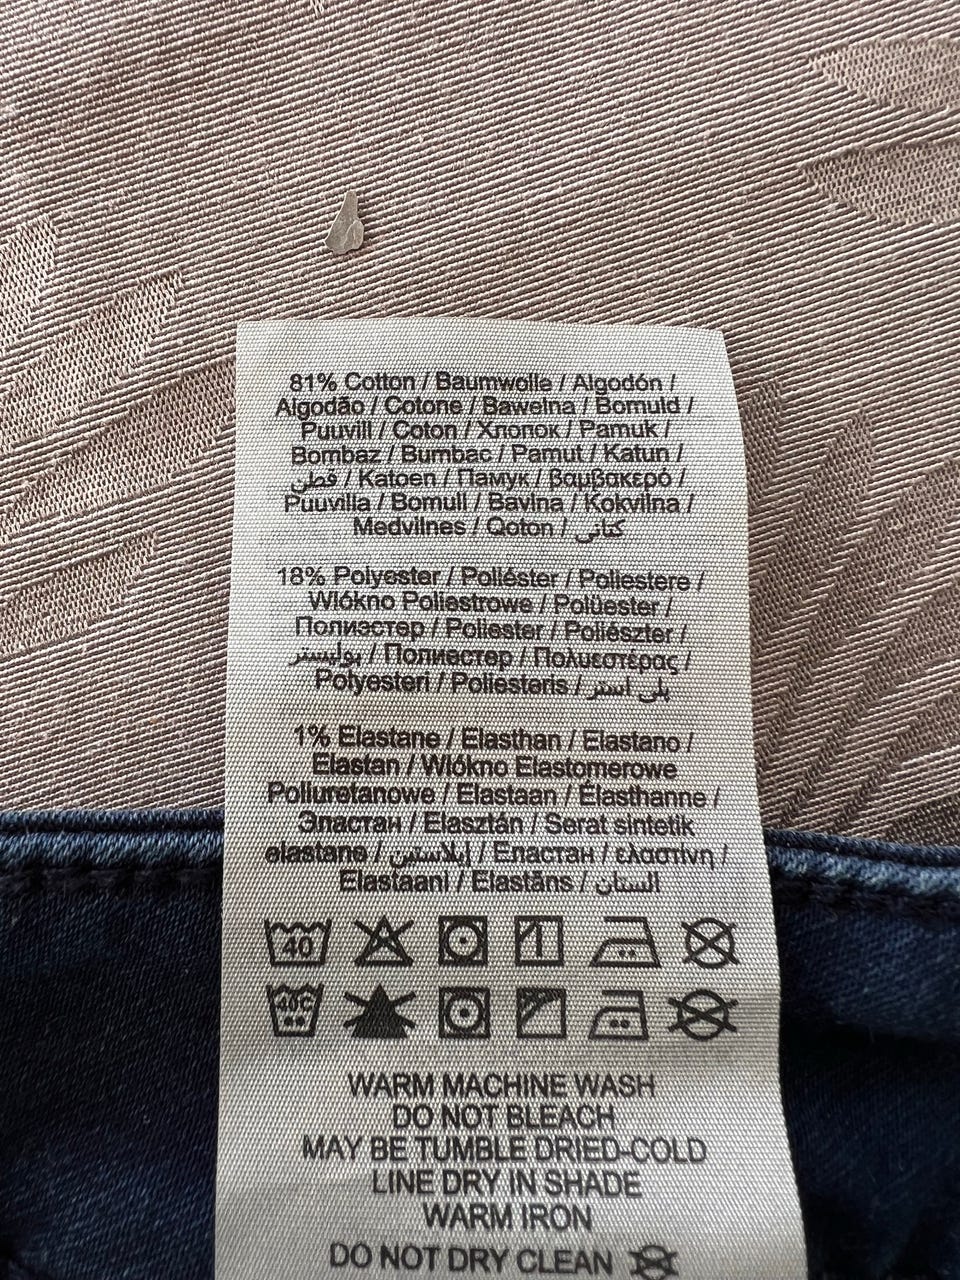 81% Cotton / Baumwolle / Algodón /
Algodão / Cotone / Bawełna / Bomuld /
Puuvill / Coton / Хлопок / Pamuk /
Bombaž / Bumbac / Pamut / Katun /
قطن / Katoen / Памук / βαμβακερό /
Puuvilla / Bomull / Bavlna / Kokvilna /
Medvilnes / Qoton / كتانى
18% Polyester / Poliéster / Poliestere /
Włókno Poliestrowe / Polüester /
Полиэстер / Poliester / Poliészter /
بوليستر / Полиестер / Πολυεστέρας /
Polyesteri / Poliesteris / پلی استر
1% Elastane / Elasthan / Elastano /
Elastan / Włókno Elastomerowe
Poliuretanowe / Elastaan / Élasthanne /
Эластан / Elasztán / Serat sintetik
elastane / إيلاستين / Еластан / ελαστίνη /
Elastaani / Elastāns / الستان
40
40C
WARM MACHINE WASH
DO NOT BLEACH
MAY BE TUMBLE DRIED-COLD
LINE DRY IN SHADE
WARM IRON
DO NOT DRY CLEAN